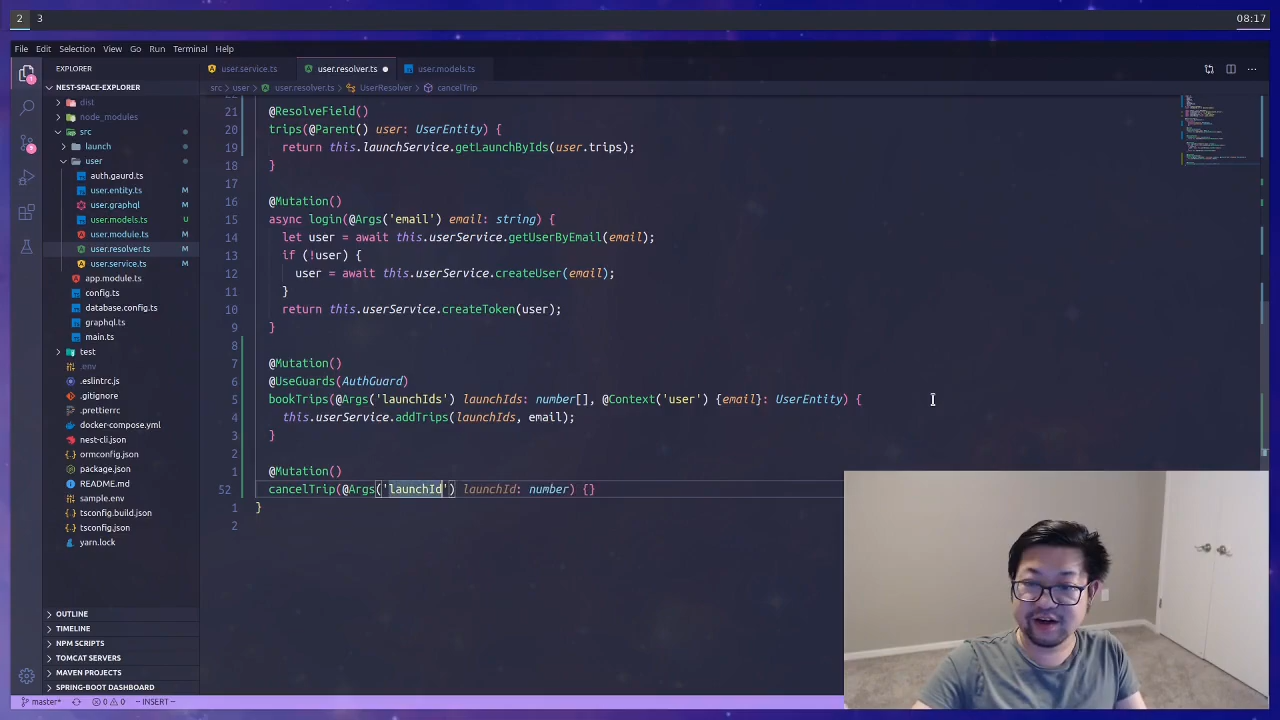 2 3 08:17
File Edit Selection View Go Run Terminal Help
EXPLORER
NEST-SPACE-EXPLORER
dist
node_modules
src
launch
user
auth.gaurd.ts
user.entity.ts M
user.graphql M
user.models.ts U
user.module.ts M
user.resolver.ts M
user.service.ts M
app.module.ts
config.ts
database.config.ts
graphql.ts
main.ts
test
.env
.eslintrc.js
.gitignore
.prettierrc
docker-compose.yml
nest-cli.json
ormconfig.json
package.json
README.md
sample.env
tsconfig.build.json
tsconfig.json
yarn.lock
OUTLINE
TIMELINE
NPM SCRIPTS
TOMCAT SERVERS
MAVEN PROJECTS
SPRING-BOOT DASHBOARD
user.service.ts user.resolver.ts user.models.ts
src > user > user.resolver.ts > UserResolver > cancelTrip
21 @ResolveField()
20 trips(@Parent() user: UserEntity) {
19 return this.launchService.getLaunchByIds(user.trips);
18 }
17
16 @Mutation()
15 async login(@Args('email') email: string) {
14 let user = await this.userService.getUserByEmail(email);
13 if (!user) {
12 user = await this.userService.createUser(email);
11 }
10 return this.userService.createToken(user);
9 }
8
7 @Mutation()
6 @UseGuards(AuthGuard)
5 bookTrips(@Args('launchIds') launchIds: number[], @Context('user') {email}: UserEntity) {
4 this.userService.addTrips(launchIds, email);
3 }
2
1 @Mutation()
52 cancelTrip(@Args('launchId') launchId: number) {}
1 }
2
master* 0 0 -- INSERT --